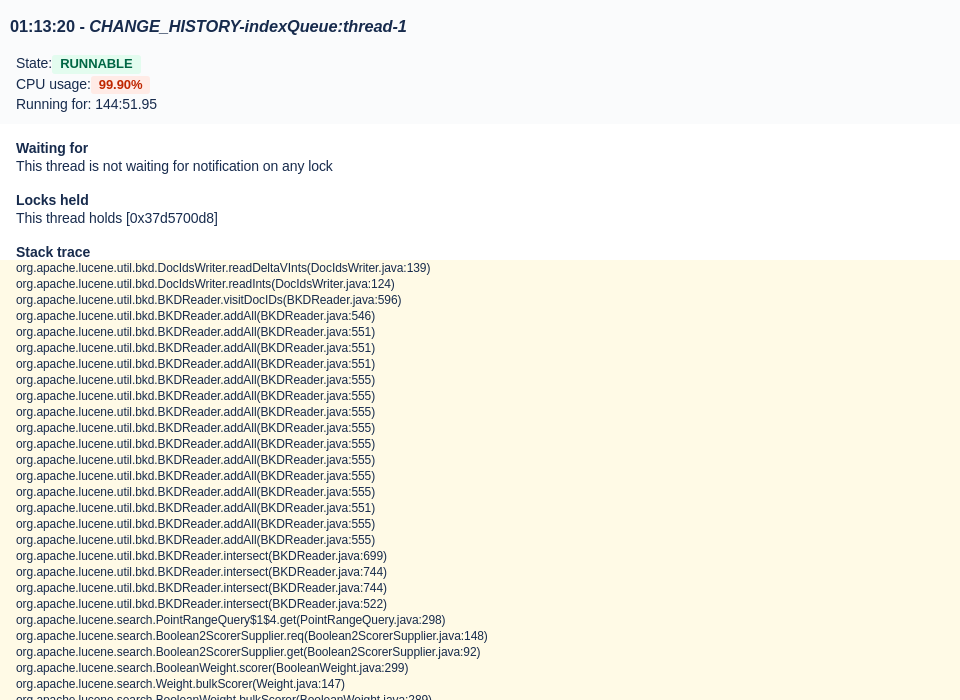 01:13:20 - CHANGE_HISTORY-indexQueue:thread-1
State: RUNNABLE
CPU usage: 99.90%
Running for: 144:51.95
Waiting for
This thread is not waiting for notification on any lock
Locks held
This thread holds [0x37d5700d8]
Stack trace
org.apache.lucene.util.bkd.DocIdsWriter.readDeltaVInts(DocIdsWriter.java:139)
org.apache.lucene.util.bkd.DocIdsWriter.readInts(DocIdsWriter.java:124)
org.apache.lucene.util.bkd.BKDReader.visitDocIDs(BKDReader.java:596)
org.apache.lucene.util.bkd.BKDReader.addAll(BKDReader.java:546)
org.apache.lucene.util.bkd.BKDReader.addAll(BKDReader.java:551)
org.apache.lucene.util.bkd.BKDReader.addAll(BKDReader.java:551)
org.apache.lucene.util.bkd.BKDReader.addAll(BKDReader.java:551)
org.apache.lucene.util.bkd.BKDReader.addAll(BKDReader.java:555)
org.apache.lucene.util.bkd.BKDReader.addAll(BKDReader.java:555)
org.apache.lucene.util.bkd.BKDReader.addAll(BKDReader.java:555)
org.apache.lucene.util.bkd.BKDReader.addAll(BKDReader.java:555)
org.apache.lucene.util.bkd.BKDReader.addAll(BKDReader.java:555)
org.apache.lucene.util.bkd.BKDReader.addAll(BKDReader.java:555)
org.apache.lucene.util.bkd.BKDReader.addAll(BKDReader.java:555)
org.apache.lucene.util.bkd.BKDReader.addAll(BKDReader.java:555)
org.apache.lucene.util.bkd.BKDReader.addAll(BKDReader.java:551)
org.apache.lucene.util.bkd.BKDReader.addAll(BKDReader.java:555)
org.apache.lucene.util.bkd.BKDReader.addAll(BKDReader.java:555)
org.apache.lucene.util.bkd.BKDReader.intersect(BKDReader.java:699)
org.apache.lucene.util.bkd.BKDReader.intersect(BKDReader.java:744)
org.apache.lucene.util.bkd.BKDReader.intersect(BKDReader.java:744)
org.apache.lucene.util.bkd.BKDReader.intersect(BKDReader.java:522)
org.apache.lucene.search.PointRangeQuery$1$4.get(PointRangeQuery.java:298)
org.apache.lucene.search.Boolean2ScorerSupplier.req(Boolean2ScorerSupplier.java:148)
org.apache.lucene.search.Boolean2ScorerSupplier.get(Boolean2ScorerSupplier.java:92)
org.apache.lucene.search.BooleanWeight.scorer(BooleanWeight.java:299)
org.apache.lucene.search.Weight.bulkScorer(Weight.java:147)
org.apache.lucene.search.BooleanWeight.bulkScorer(BooleanWeight.java:289)